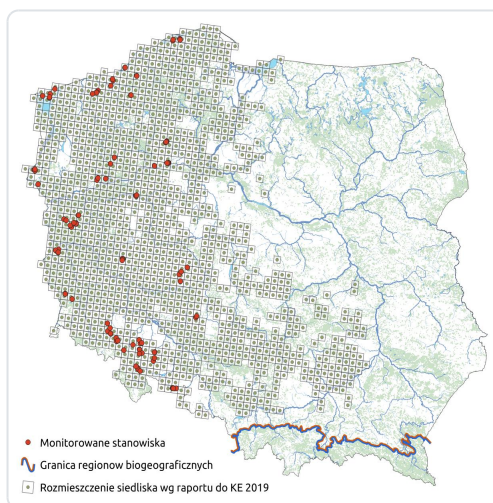 Monitorowane stanowiska
Granica regionow biogeograficznych
Rozmieszczenie siedliska wg raportu do KE 2019